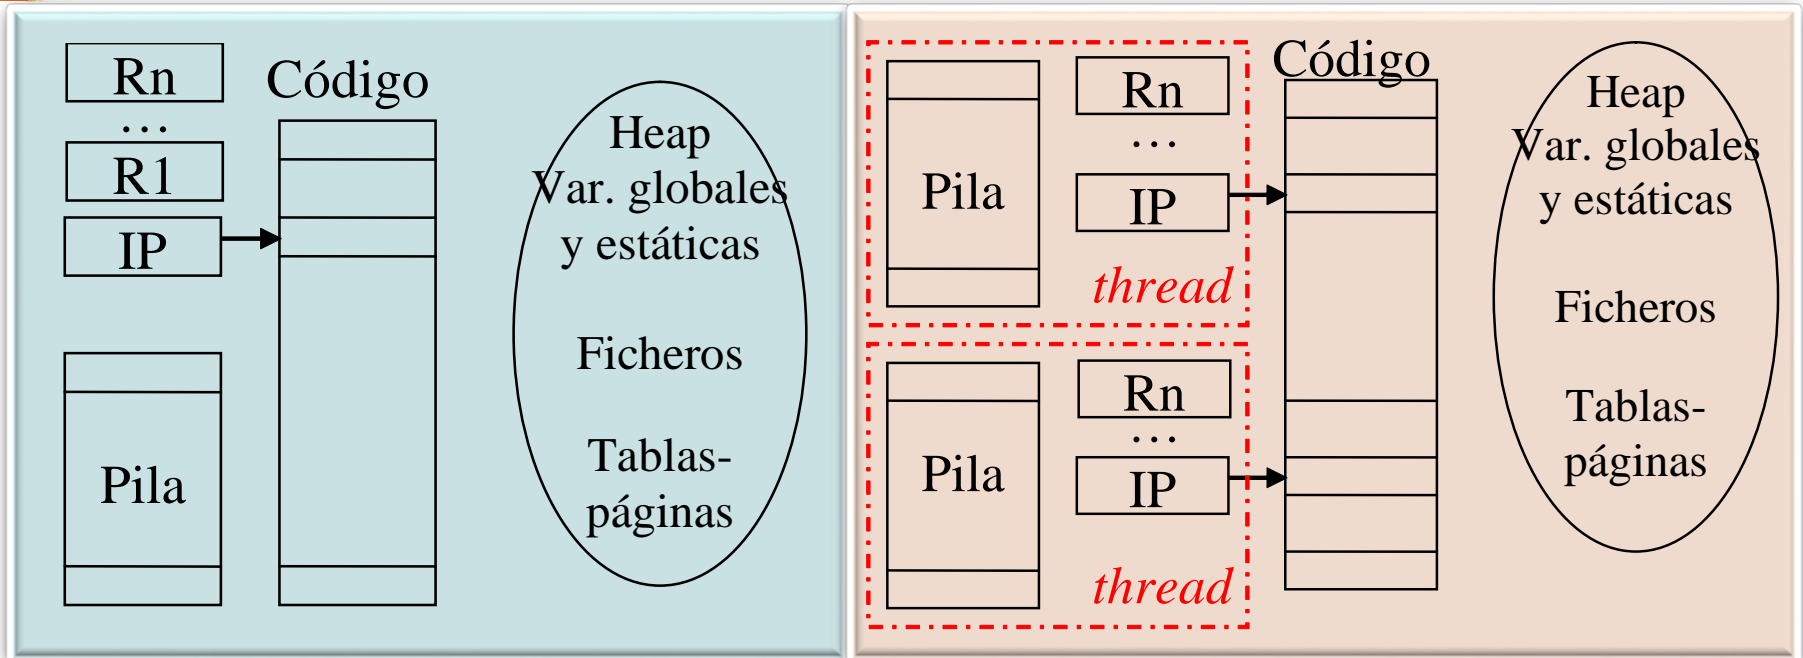 Rn
...
R1
IP
Pila
Código
Heap
Var. globales
y estáticas
Ficheros
Tablas-
páginas
Pila
Rn
...
IP
thread
Pila
Rn
...
IP
thread
Código
Heap
Var. globales
y estáticas
Ficheros
Tablas-
páginas